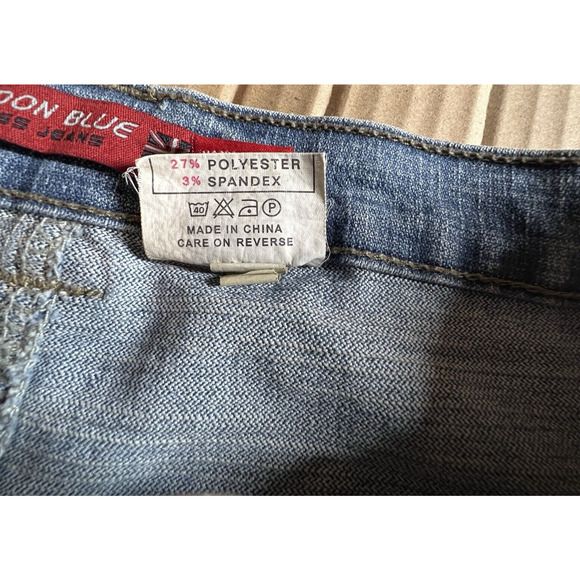 DON BLUE
SS JEANS
27% POLYESTER
3% SPANDEX
40 P
MADE IN CHINA
CARE ON REVERSE